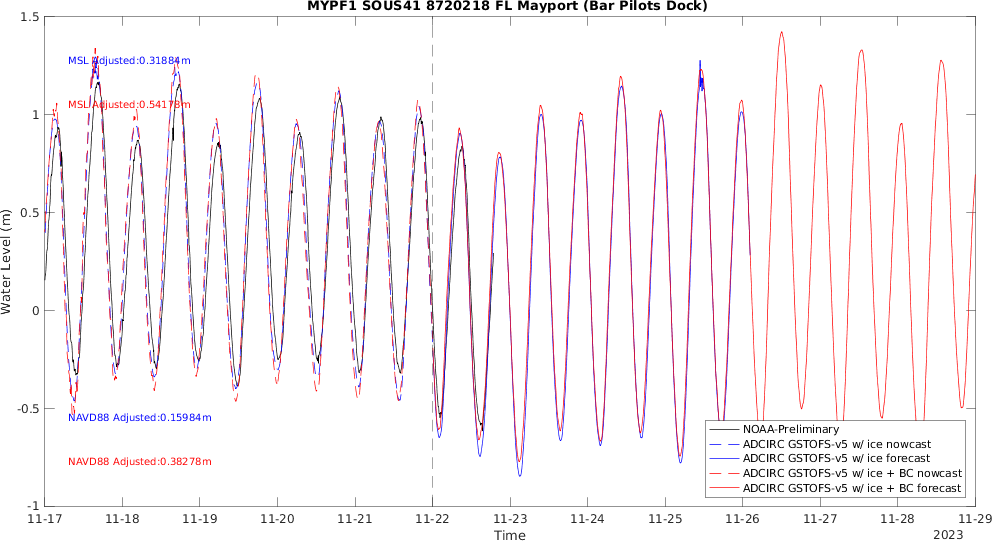 MYPF1 SOUS41 8720218 FL Mayport (Bar Pilots Dock)
1.5
MSL Adjusted:0.31884m
MSL Adjusted:0.54173m
1
0.5
Water Level (m)
0
-0.5
NAVD88 Adjusted:0.15984m
NAVD88 Adjusted:0.38278m
-1
NOAA-Preliminary
ADCIRC GSTOFS-v5 w/ ice nowcast
ADCIRC GSTOFS-v5 w/ ice forecast
ADCIRC GSTOFS-v5 w/ ice + BC nowcast
ADCIRC GSTOFS-v5 w/ ice + BC forecast
11-17 11-18 11-19 11-20 11-21 11-22 11-23 11-24 11-25 11-26 11-27 11-28 11-29
Time
2023